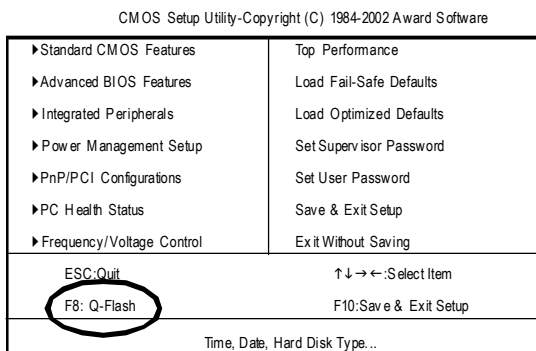 CMOS Setup Utility-Copyright (C) 1984-2002 Award Software
▶Standard CMOS Features Top Performance
▶Advanced BIOS Features Load Fail-Safe Defaults
▶Integrated Peripherals Load Optimized Defaults
▶Power Management Setup Set Supervisor Password
▶PnP/PCI Configurations Set User Password
▶PC Health Status Save & Exit Setup
▶Frequency/Voltage Control Exit Without Saving
ESC:Quit ↑↓→←:Select Item
F8: Q-Flash F10:Save & Exit Setup
Time, Date, Hard Disk Type...